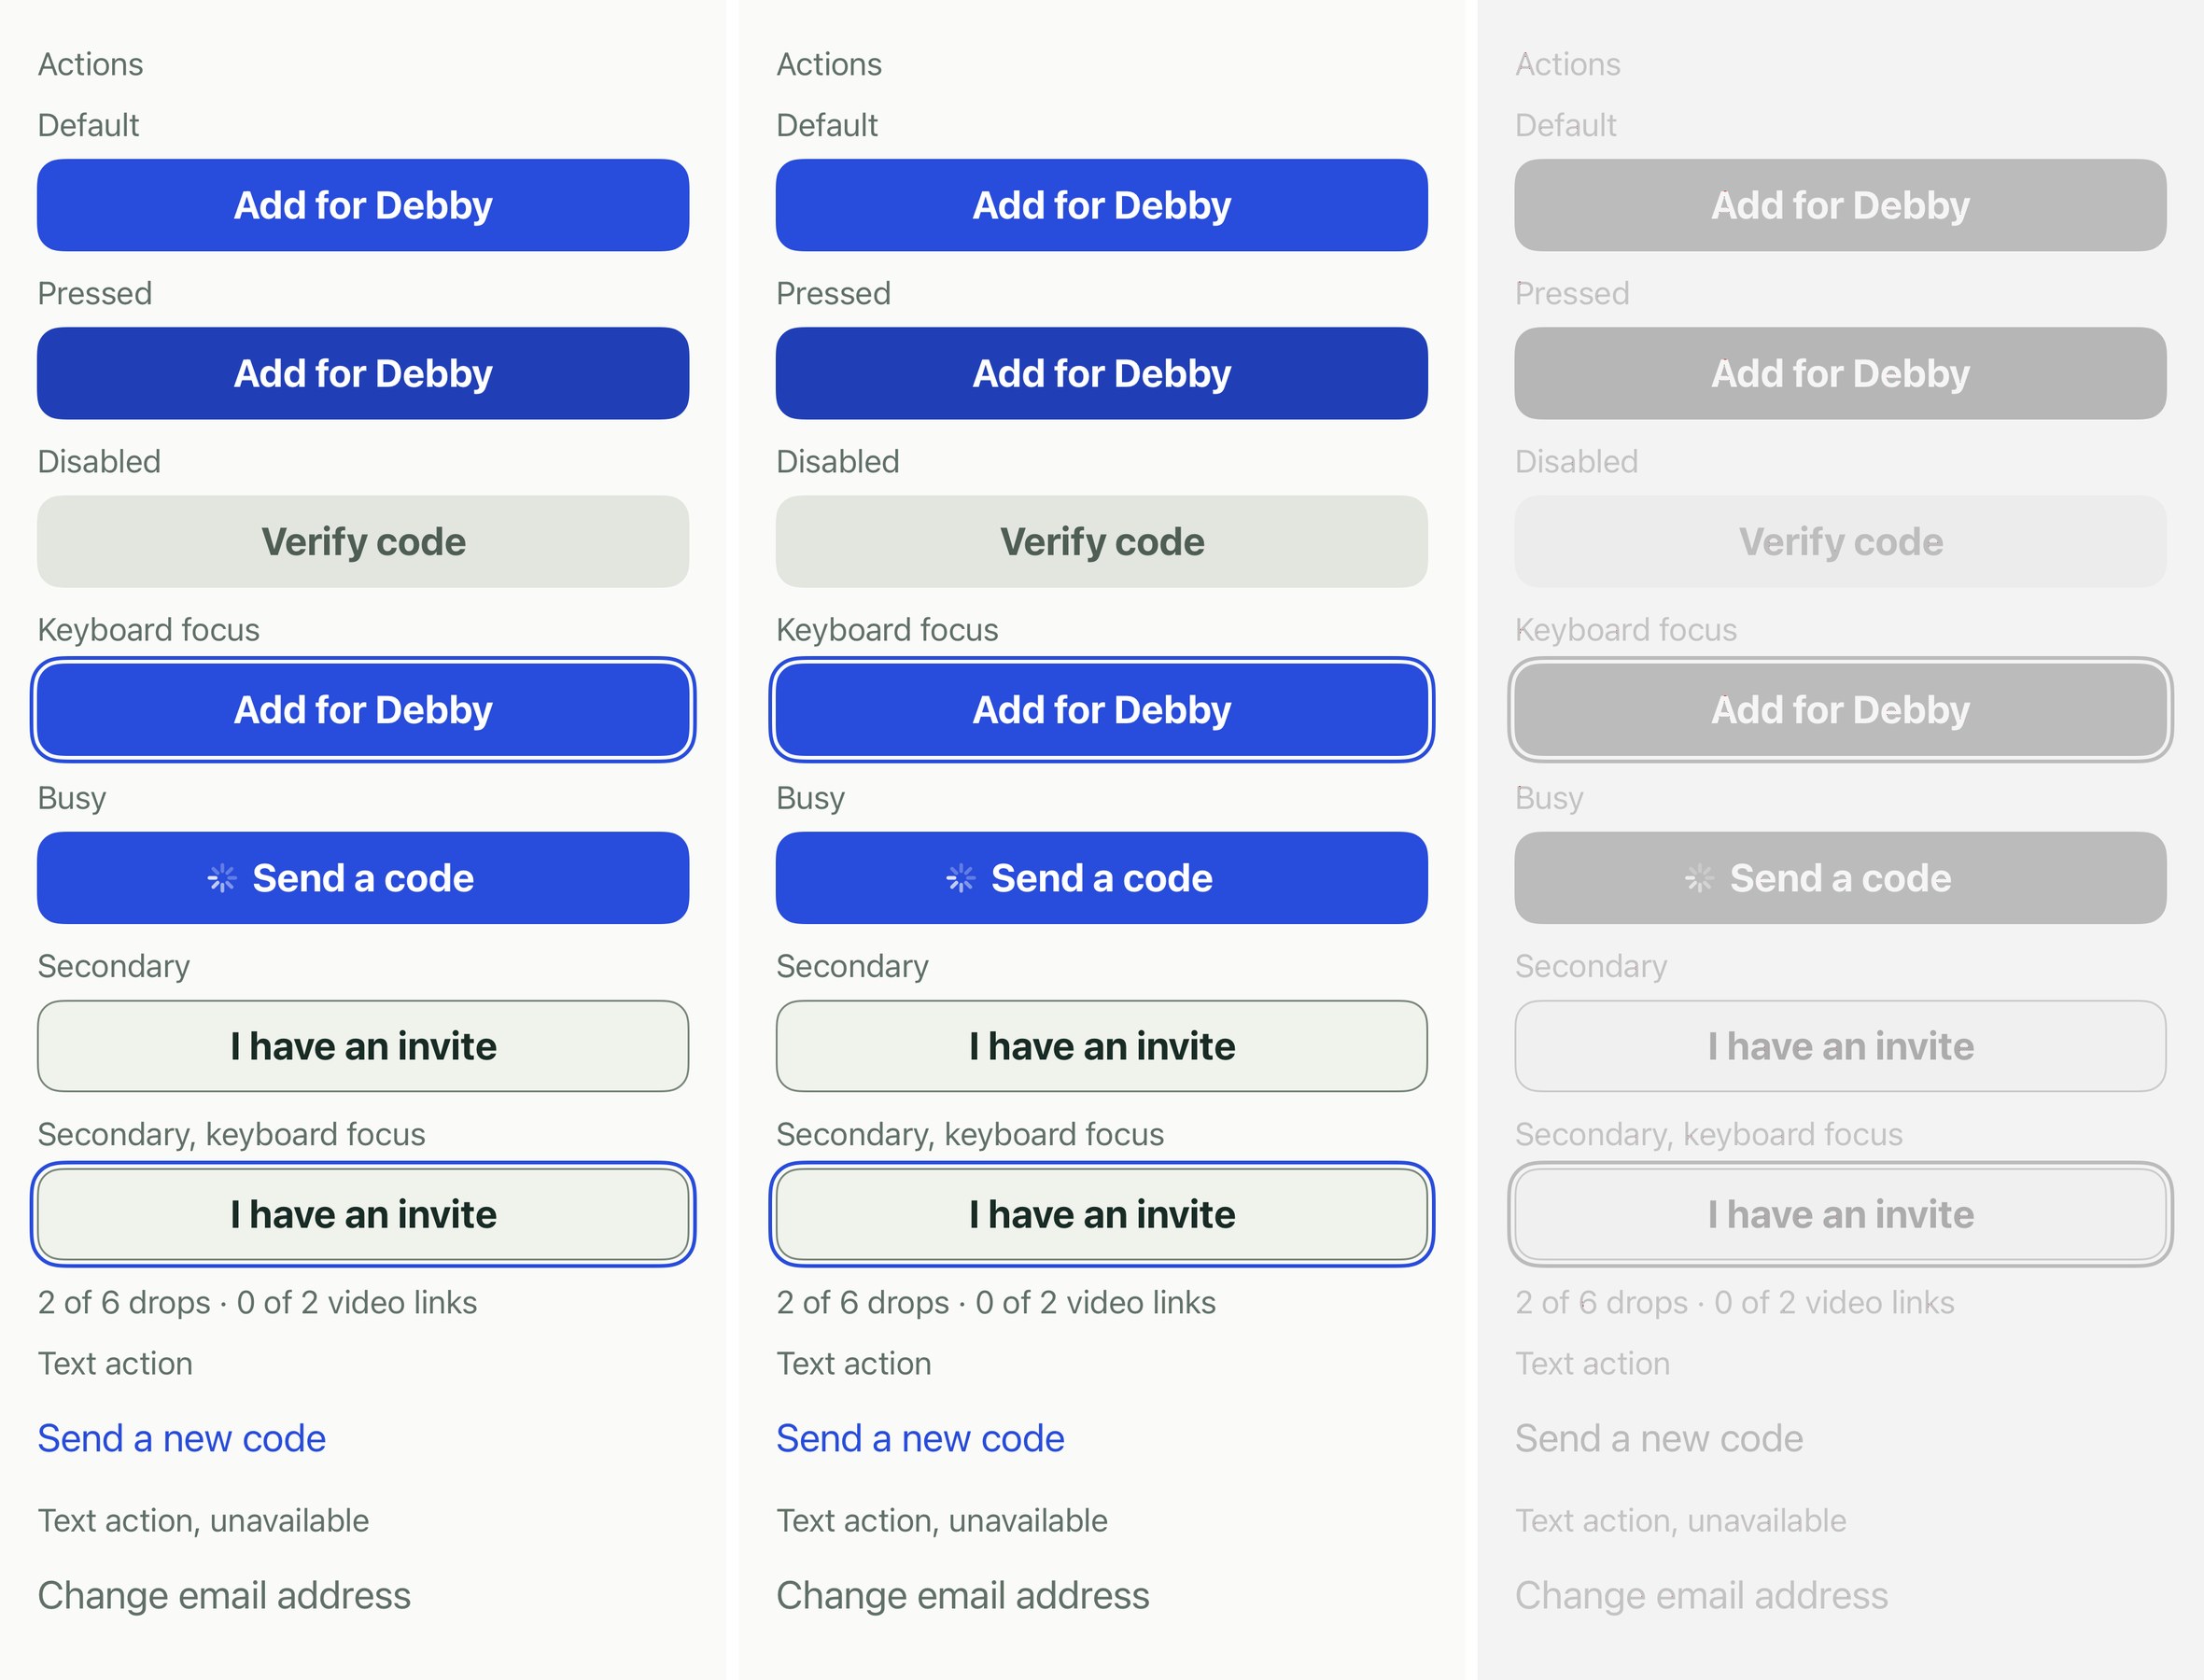 Actions
Default
Add for Debby
Pressed
Add for Debby
Disabled
Verify code
Keyboard focus
Add for Debby
Busy
Send a code
Secondary
I have an invite
Secondary, keyboard focus
I have an invite
2 of 6 drops · 0 of 2 video links
Text action
Send a new code
Text action, unavailable
Change email address
Actions
Default
Add for Debby
Pressed
Add for Debby
Disabled
Verify code
Keyboard focus
Add for Debby
Busy
Send a code
Secondary
I have an invite
Secondary, keyboard focus
I have an invite
2 of 6 drops · 0 of 2 video links
Text action
Send a new code
Text action, unavailable
Change email address
Actions
Default
Add for Debby
Pressed
Add for Debby
Disabled
Verify code
Keyboard focus
Add for Debby
Busy
Send a code
Secondary
I have an invite
Secondary, keyboard focus
I have an invite
2 of 6 drops · 0 of 2 video links
Text action
Send a new code
Text action, unavailable
Change email address